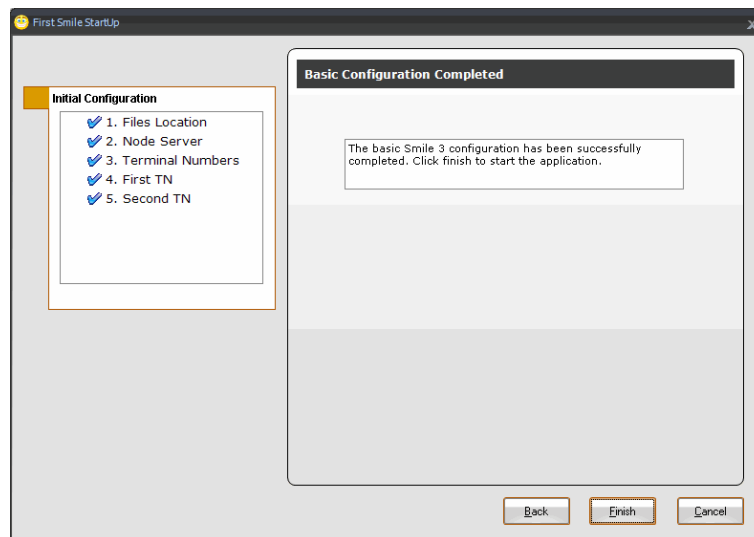 First Smile StartUp
Initial Configuration
1. Files Location
2. Node Server
3. Terminal Numbers
4. First TN
5. Second TN
Basic Configuration Completed
The basic Smile 3 configuration has been successfully
completed. Click finish to start the application.
Back
Finish
Cancel